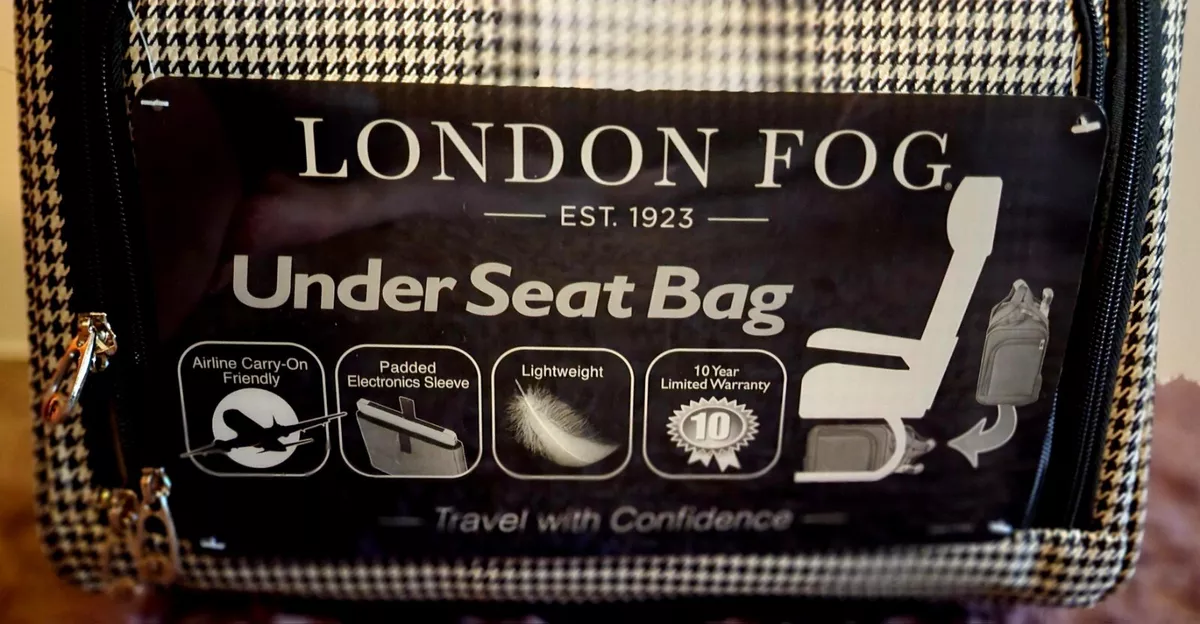 LONDON FOG®
EST. 1923
Under Seat Bag
Airline Carry-On
Friendly
Padded
Electronics Sleeve
Lightweight
10 Year
Limited Warranty
10
Travel with Confidence